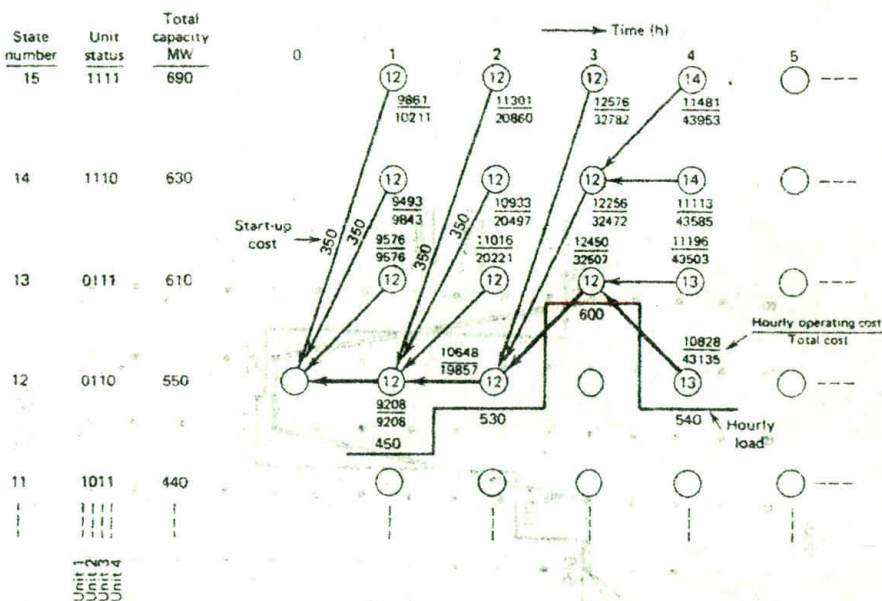 Total
State Unit capacity → Time (h)
number status MW 0 1 2 3 4 5
15 1111 690 12 12 12 14
9861 11301 12576 11481
10211 20860 32782 43953
14 1110 630 12 12 12 14
9493 10933 12256 11113
9843 20497 32472 43585
Start-up
cost
350 350 350 350
9576 11016 12450 11196
9576 20221 32507 43503
13 0111 610 12 12 12 13
600
Hourly operating cost
Total cost
10648 10828
19857 43135
12 0110 550 12 12 13
9208
9208
450 530 540
Hourly
load
11 1011 440
Unit 1
Unit 2
Unit 3
Unit 4